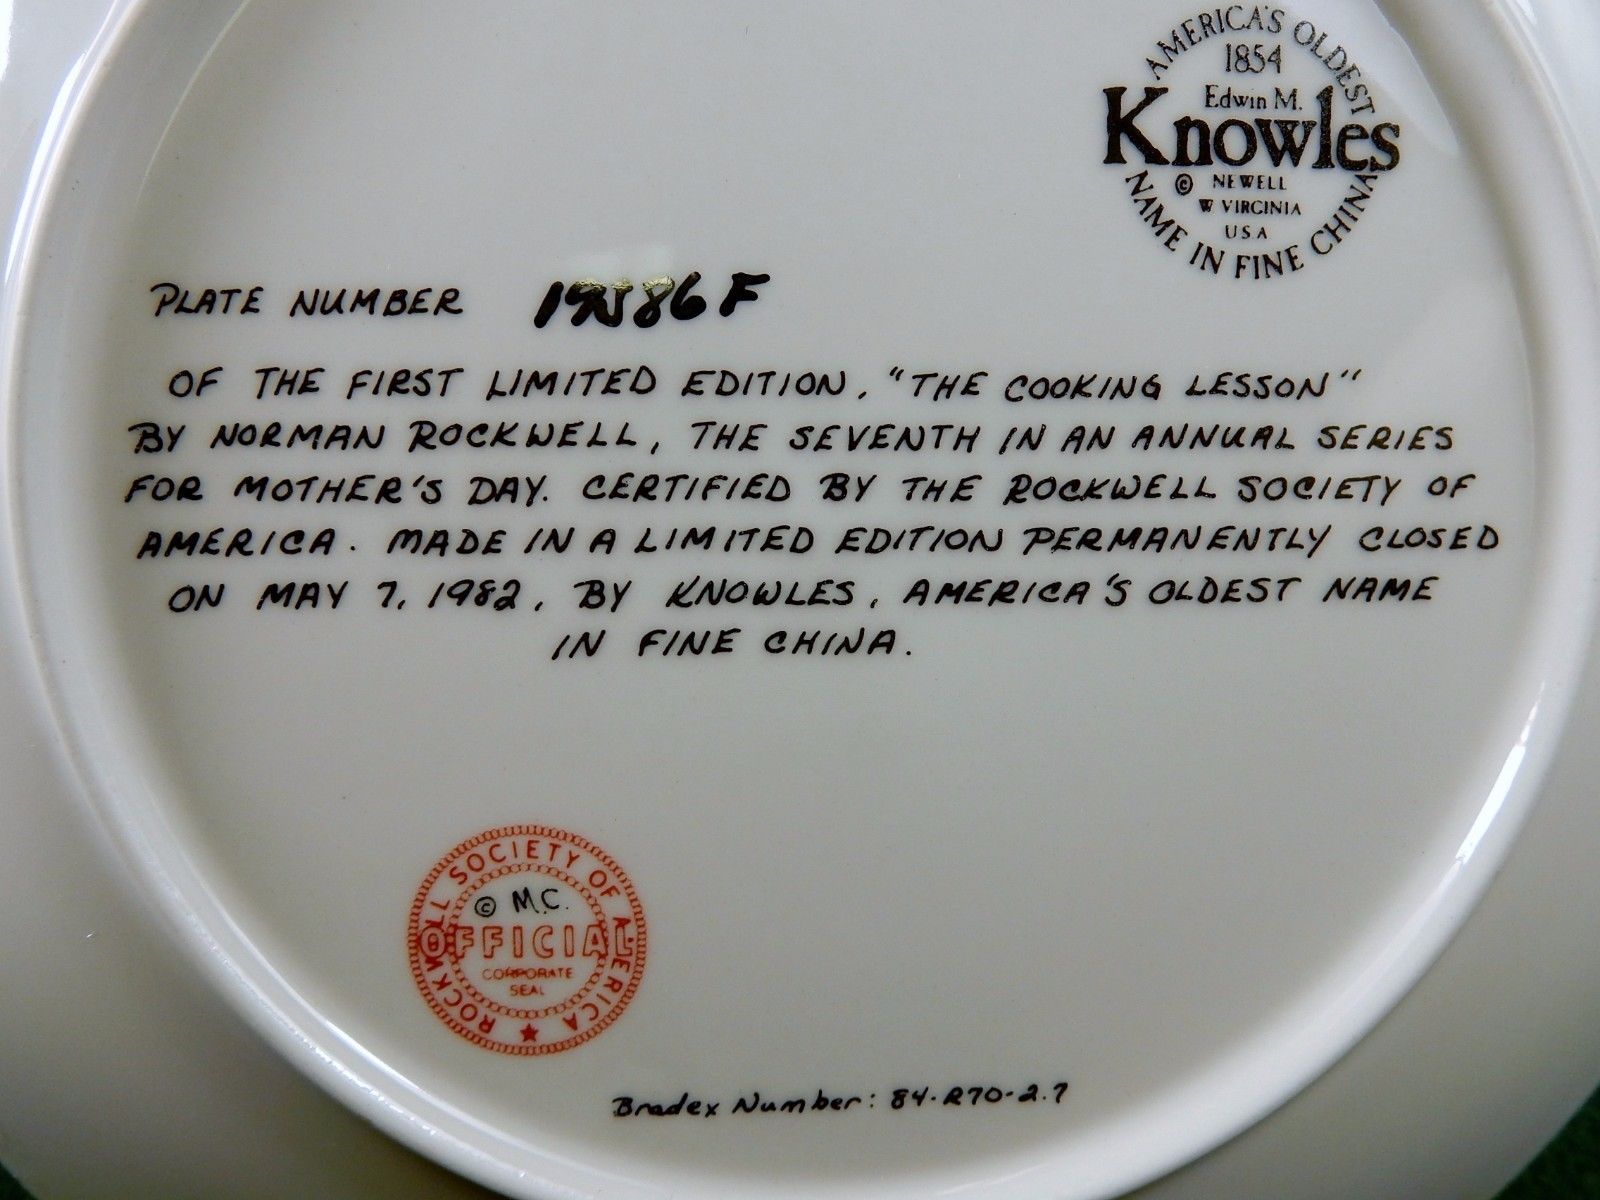 AMERICA'S OLDEST
1854
Edwin M.
Knowles
© NEWELL
W VIRGINIA
USA
NAME IN FINE CHINA
PLATE NUMBER
OF THE FIRST LIMITED EDITION, "THE COOKING LESSON"
BY NORMAN ROCKWELL, THE SEVENTH IN AN ANNUAL SERIES
FOR MOTHER'S DAY. CERTIFIED BY THE ROCKWELL SOCIETY OF
AMERICA. MADE IN A LIMITED EDITION PERMANENTLY CLOSED
ON MAY 7, 1982, BY KNOWLES, AMERICA'S OLDEST NAME
IN FINE CHINA.
ROCKWELL SOCIETY OF AMERICA
© M.C.
OFFICIAL
CORPORATE
SEAL
Bradex Number: 84-R70-2.7